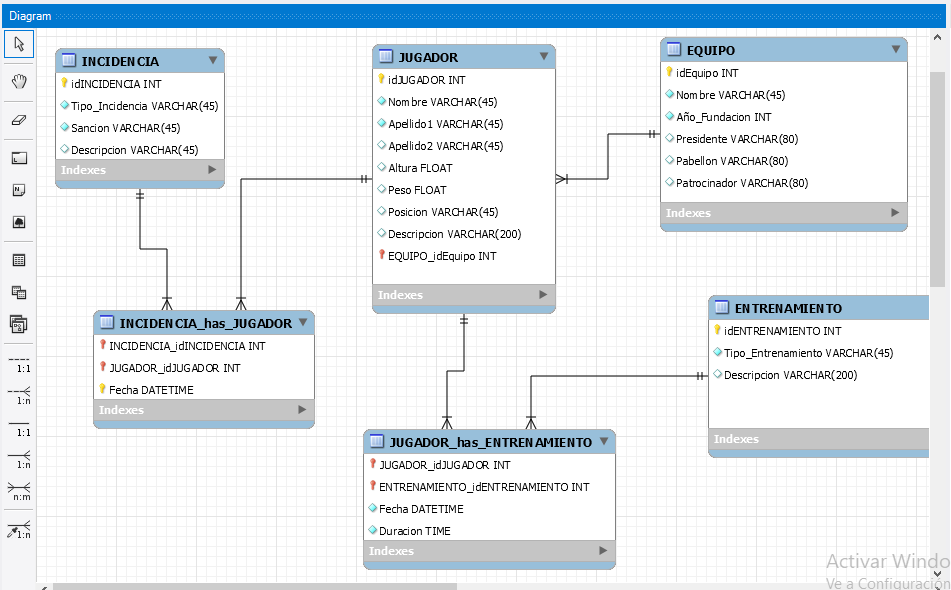 Diagram
INCIDENCIA
idINCIDENCIA INT
Tipo_Incidencia VARCHAR(45)
Sancion VARCHAR(45)
Descripcion VARCHAR(45)
Indexes
JUGADOR
idJUGADOR INT
Nombre VARCHAR(45)
Apellido1 VARCHAR(45)
Apellido2 VARCHAR(45)
Altura FLOAT
Peso FLOAT
Posicion VARCHAR(45)
Descripcion VARCHAR(200)
EQUIPO_idEquipo INT
Indexes
EQUIPO
idEquipo INT
Nombre VARCHAR(45)
Año_Fundacion INT
Presidente VARCHAR(80)
Pabellon VARCHAR(80)
Patrocinador VARCHAR(80)
Indexes
INCIDENCIA_has_JUGADOR
INCIDENCIA_idINCIDENCIA INT
JUGADOR_idJUGADOR INT
Fecha DATETIME
Indexes
ENTRENAMIENTO
idENTRENAMIENTO INT
Tipo_Entrenamiento VARCHAR(45)
Descripcion VARCHAR(200)
Indexes
JUGADOR_has_ENTRENAMIENTO
JUGADOR_idJUGADOR INT
ENTRENAMIENTO_idENTRENAMIENTO INT
Fecha DATETIME
Duracion TIME
Indexes
1:1
1:n
1:1
1:n
n:m
1:n
Activar Windo
Ve a Configuración